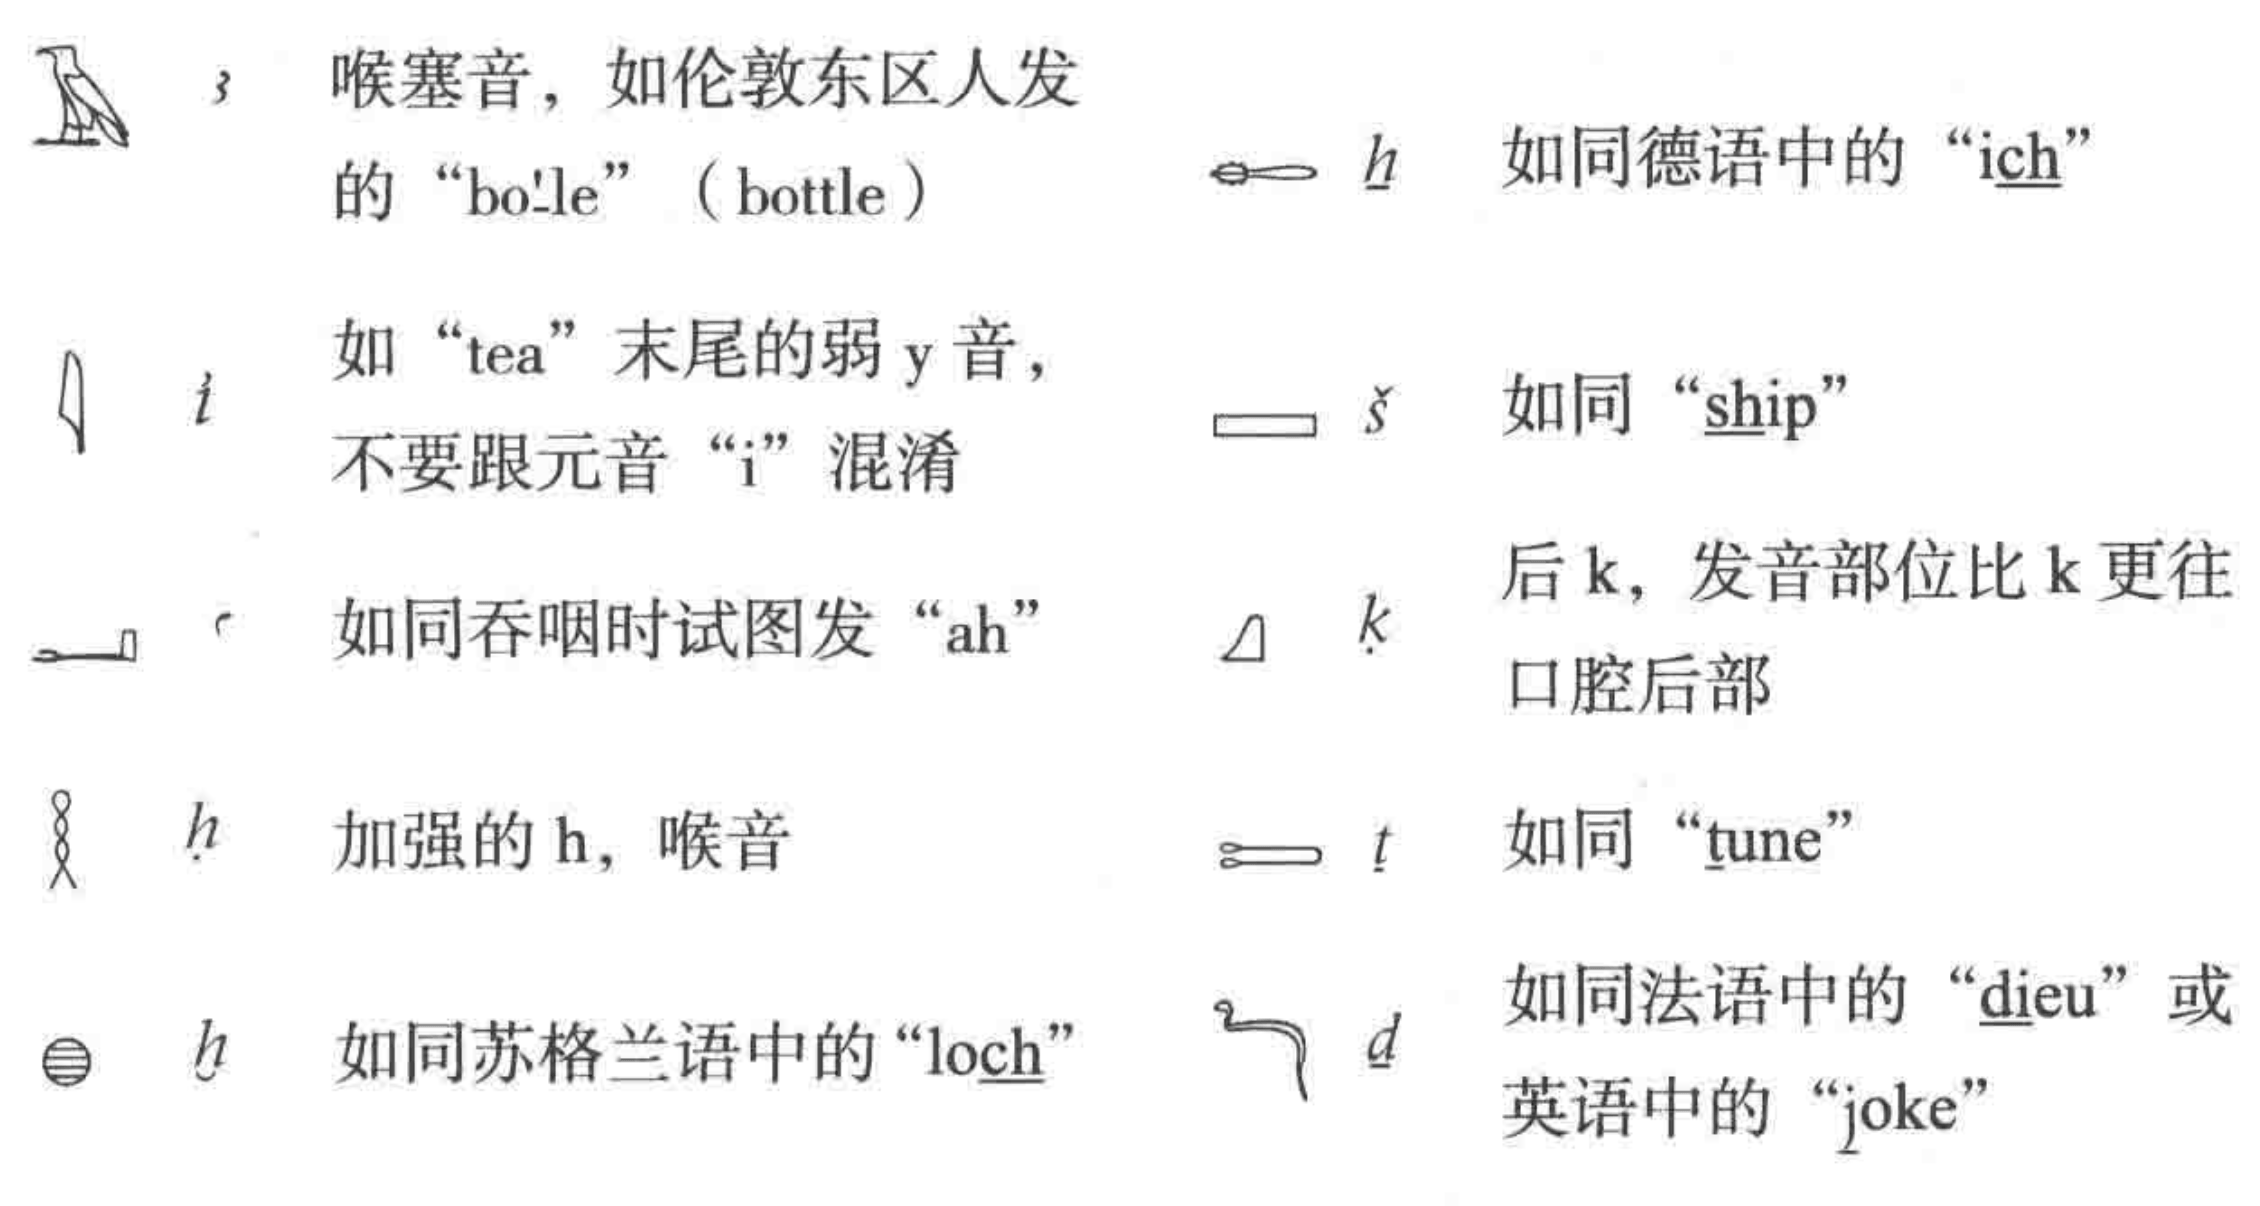 𓄿 ꜣ 喉塞音，如伦敦东区人发
的“bo'le”（bottle）
𓇋 ꞽ 如“tea”末尾的弱 y 音，
不要跟元音“i”混淆
𓂝 ꜥ 如同吞咽时试图发“ah”
𓎛 ḥ 加强的 h，喉音
𓐍 ḫ 如同苏格兰语中的“loch”
𓄡 ẖ 如同德语中的“ich”
𓈙 š 如同“ship”
𓈎 ḳ 后 k，发音部位比 k 更往
口腔后部
𓍿 ṯ 如同“tune”
𓆓 ḏ 如同法语中的“dieu”或
英语中的“joke”